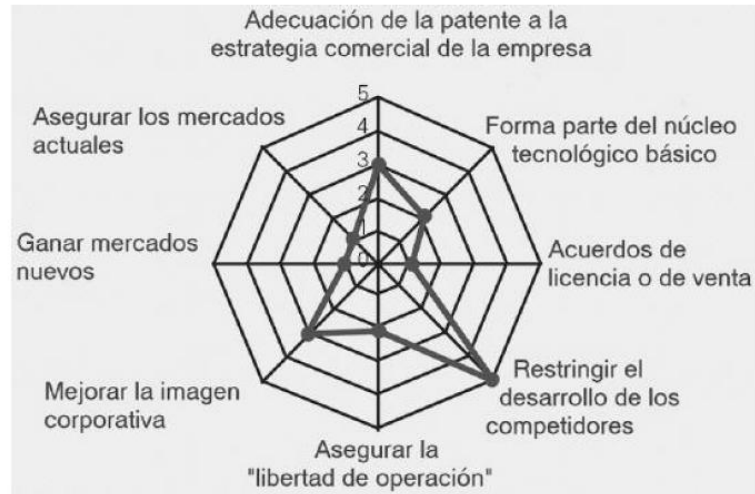 Adecuación de la patente a la
estrategia comercial de la empresa
Asegurar los mercados
actuales
5
4
3
2
1
0
Forma parte del núcleo
tecnológico básico
Ganar mercados
nuevos
Acuerdos de
licencia o de venta
Mejorar la imagen
corporativa
Restringir el
desarrollo de los
competidores
Asegurar la
"libertad de operación"